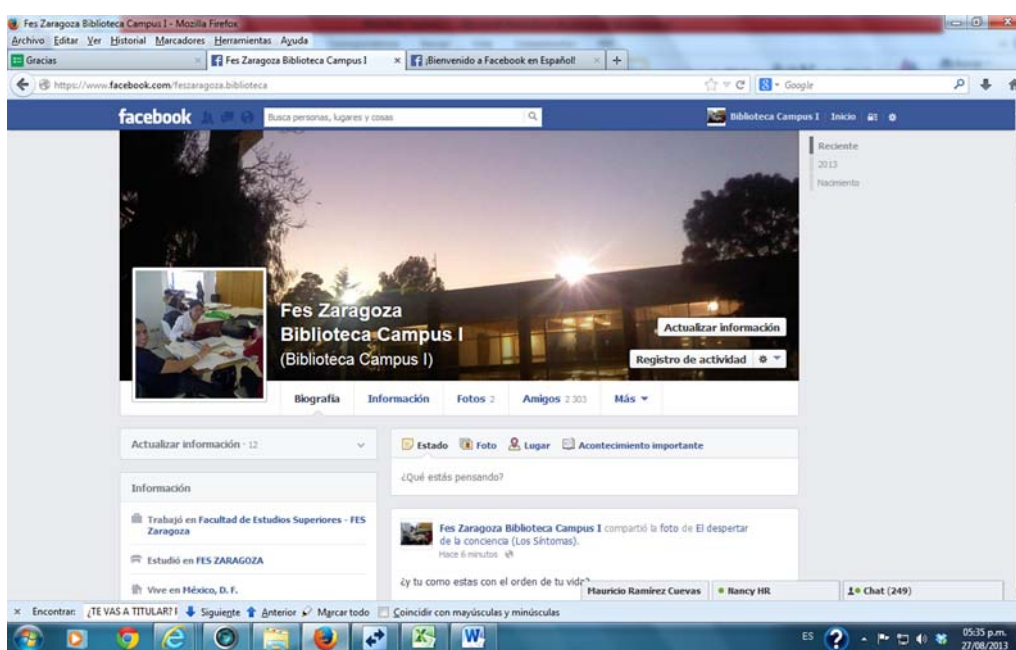 Fes Zaragoza Biblioteca Campus I - Mozilla Firefox
Archivo Editar Ver Historial Marcadores Herramientas Ayuda
Gracias
Fes Zaragoza Biblioteca Campus I
¡Bienvenido a Facebook en Español!
https://www.facebook.com/feszaragoza.biblioteca
Google
facebook
Busca personas, lugares y cosas
Biblioteca Campus I Inicio
Reciente
2013
Nacimiento
Fes Zaragoza
Biblioteca Campus I
(Biblioteca Campus I)
Actualizar información
Registro de actividad
Biografía Información Fotos 2 Amigos 2 303 Más
Actualizar información · 12
Estado Foto Lugar Acontecimiento importante
¿Qué estás pensando?
Información
Trabajó en Facultad de Estudios Superiores - FES
Zaragoza
Estudió en FES ZARAGOZA
Vive en México, D. F.
Fes Zaragoza Biblioteca Campus I compartió la foto de El despertar
de la conciencia (Los Síntomas).
Hace 6 minutos
¿y tu como estas con el orden de tu vida?
Mauricio Ramírez Cuevas
Nancy HR
Chat (249)
× Encontrar: ¿TE VAS A TITULAR? Siguiente Anterior Marcar todo Coincidir con mayúsculas y minúsculas
ES
05:35 p.m.
27/08/2013